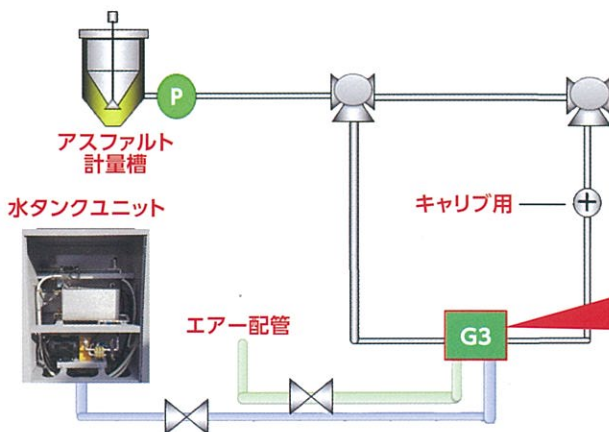 P
アスファルト
計量槽
水タンクユニット
キャリブ用
エアー配管
G3